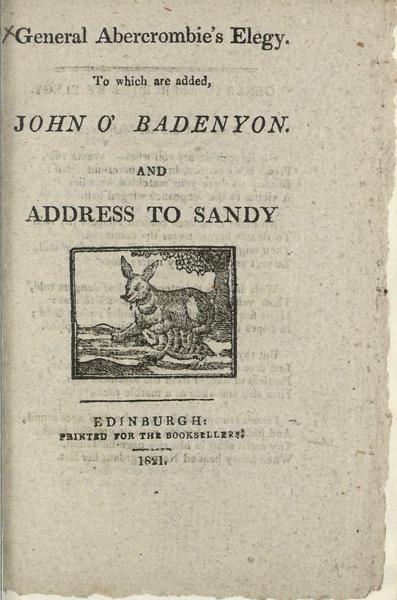 General Abercrombie's Elegy.
To which are added,
JOHN O' BADENYON.
AND
ADDRESS TO SANDY
EDINBURGH:
PRINTED FOR THE BOOKSELLERS.
1821.